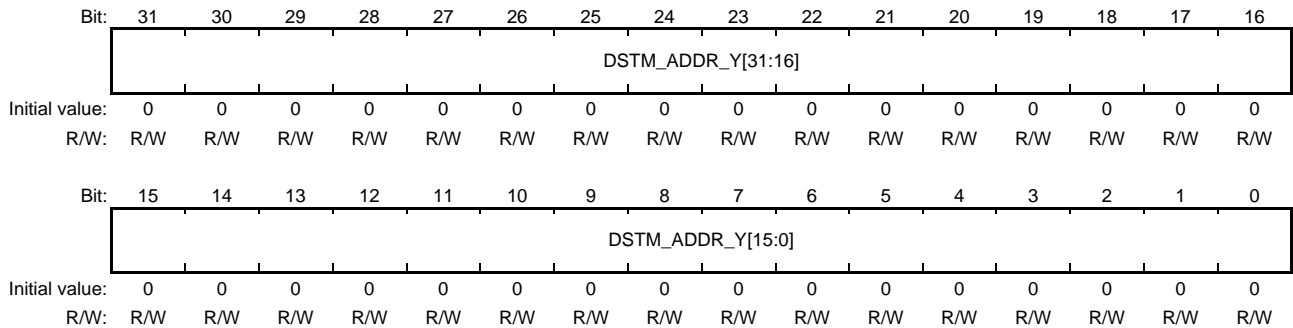 Bit: 31 30 29 28 27 26 25 24 23 22 21 20 19 18 17 16
DSTM_ADDR_Y[31:16]
Initial value: 0 0 0 0 0 0 0 0 0 0 0 0 0 0 0 0
R/W: R/W R/W R/W R/W R/W R/W R/W R/W R/W R/W R/W R/W R/W R/W R/W R/W
Bit: 15 14 13 12 11 10 9 8 7 6 5 4 3 2 1 0
DSTM_ADDR_Y[15:0]
Initial value: 0 0 0 0 0 0 0 0 0 0 0 0 0 0 0 0
R/W: R/W R/W R/W R/W R/W R/W R/W R/W R/W R/W R/W R/W R/W R/W R/W R/W